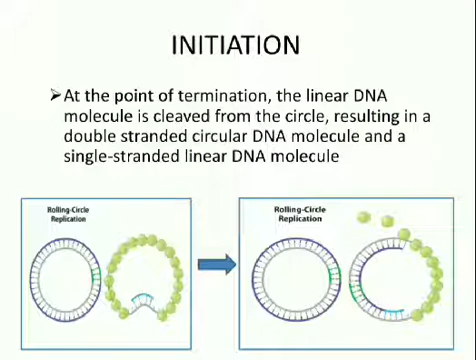 INITIATION
➤At the point of termination, the linear DNA
molecule is cleaved from the circle, resulting in a
double stranded circular DNA molecule and a
single-stranded linear DNA molecule
Rolling-Circle
Replication
Rolling-Circle
Replication